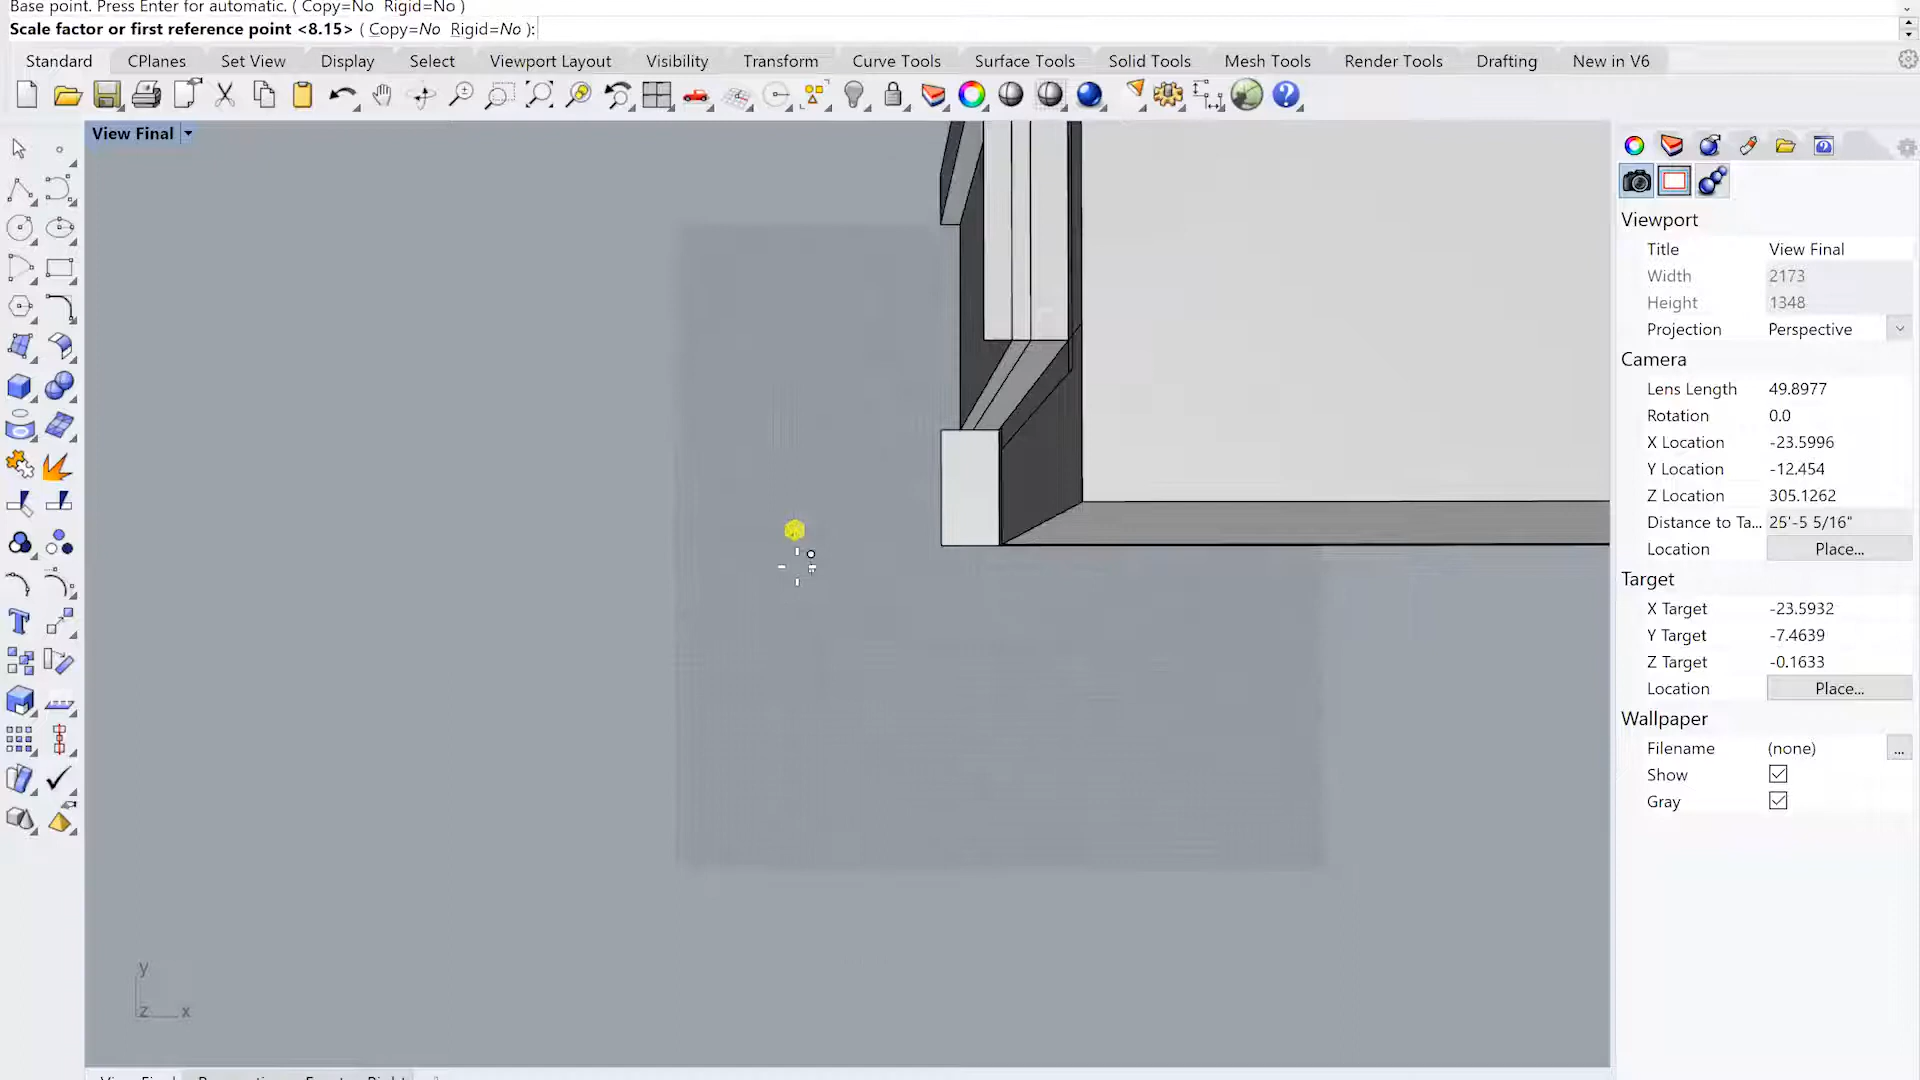 Base point. Press Enter for automatic. ( Copy=No Rigid=No )
Scale factor or first reference point <8.15> ( Copy=No Rigid=No ):
Standard CPlanes Set View Display Select Viewport Layout Visibility Transform Curve Tools Surface Tools Solid Tools Mesh Tools Render Tools Drafting New in V6
View Final
Viewport
Title View Final
Width 2173
Height 1348
Projection Perspective
Camera
Lens Length 49.8977
Rotation 0.0
X Location -23.5996
Y Location -12.454
Z Location 305.1262
Distance to Ta... 25'-5 5/16"
Location Place...
Target
X Target -23.5932
Y Target -7.4639
Z Target -0.1633
Location Place...
Wallpaper
Filename (none) ...
Show
Gray
y
z x